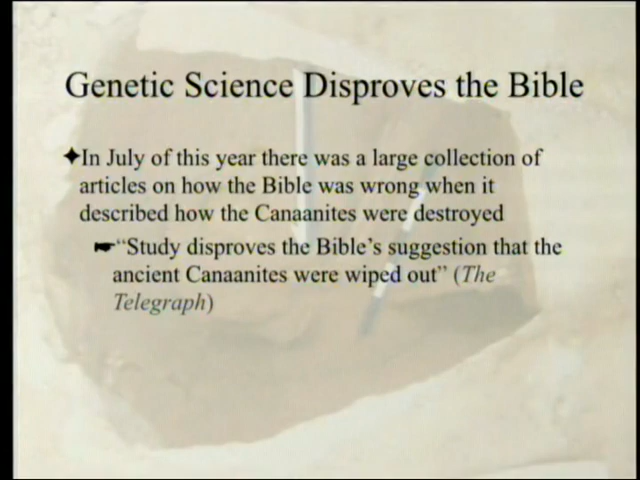 Genetic Science Disproves the Bible
✦In July of this year there was a large collection of
articles on how the Bible was wrong when it
described how the Canaanites were destroyed
☛“Study disproves the Bible’s suggestion that the
ancient Canaanites were wiped out” (The
Telegraph)